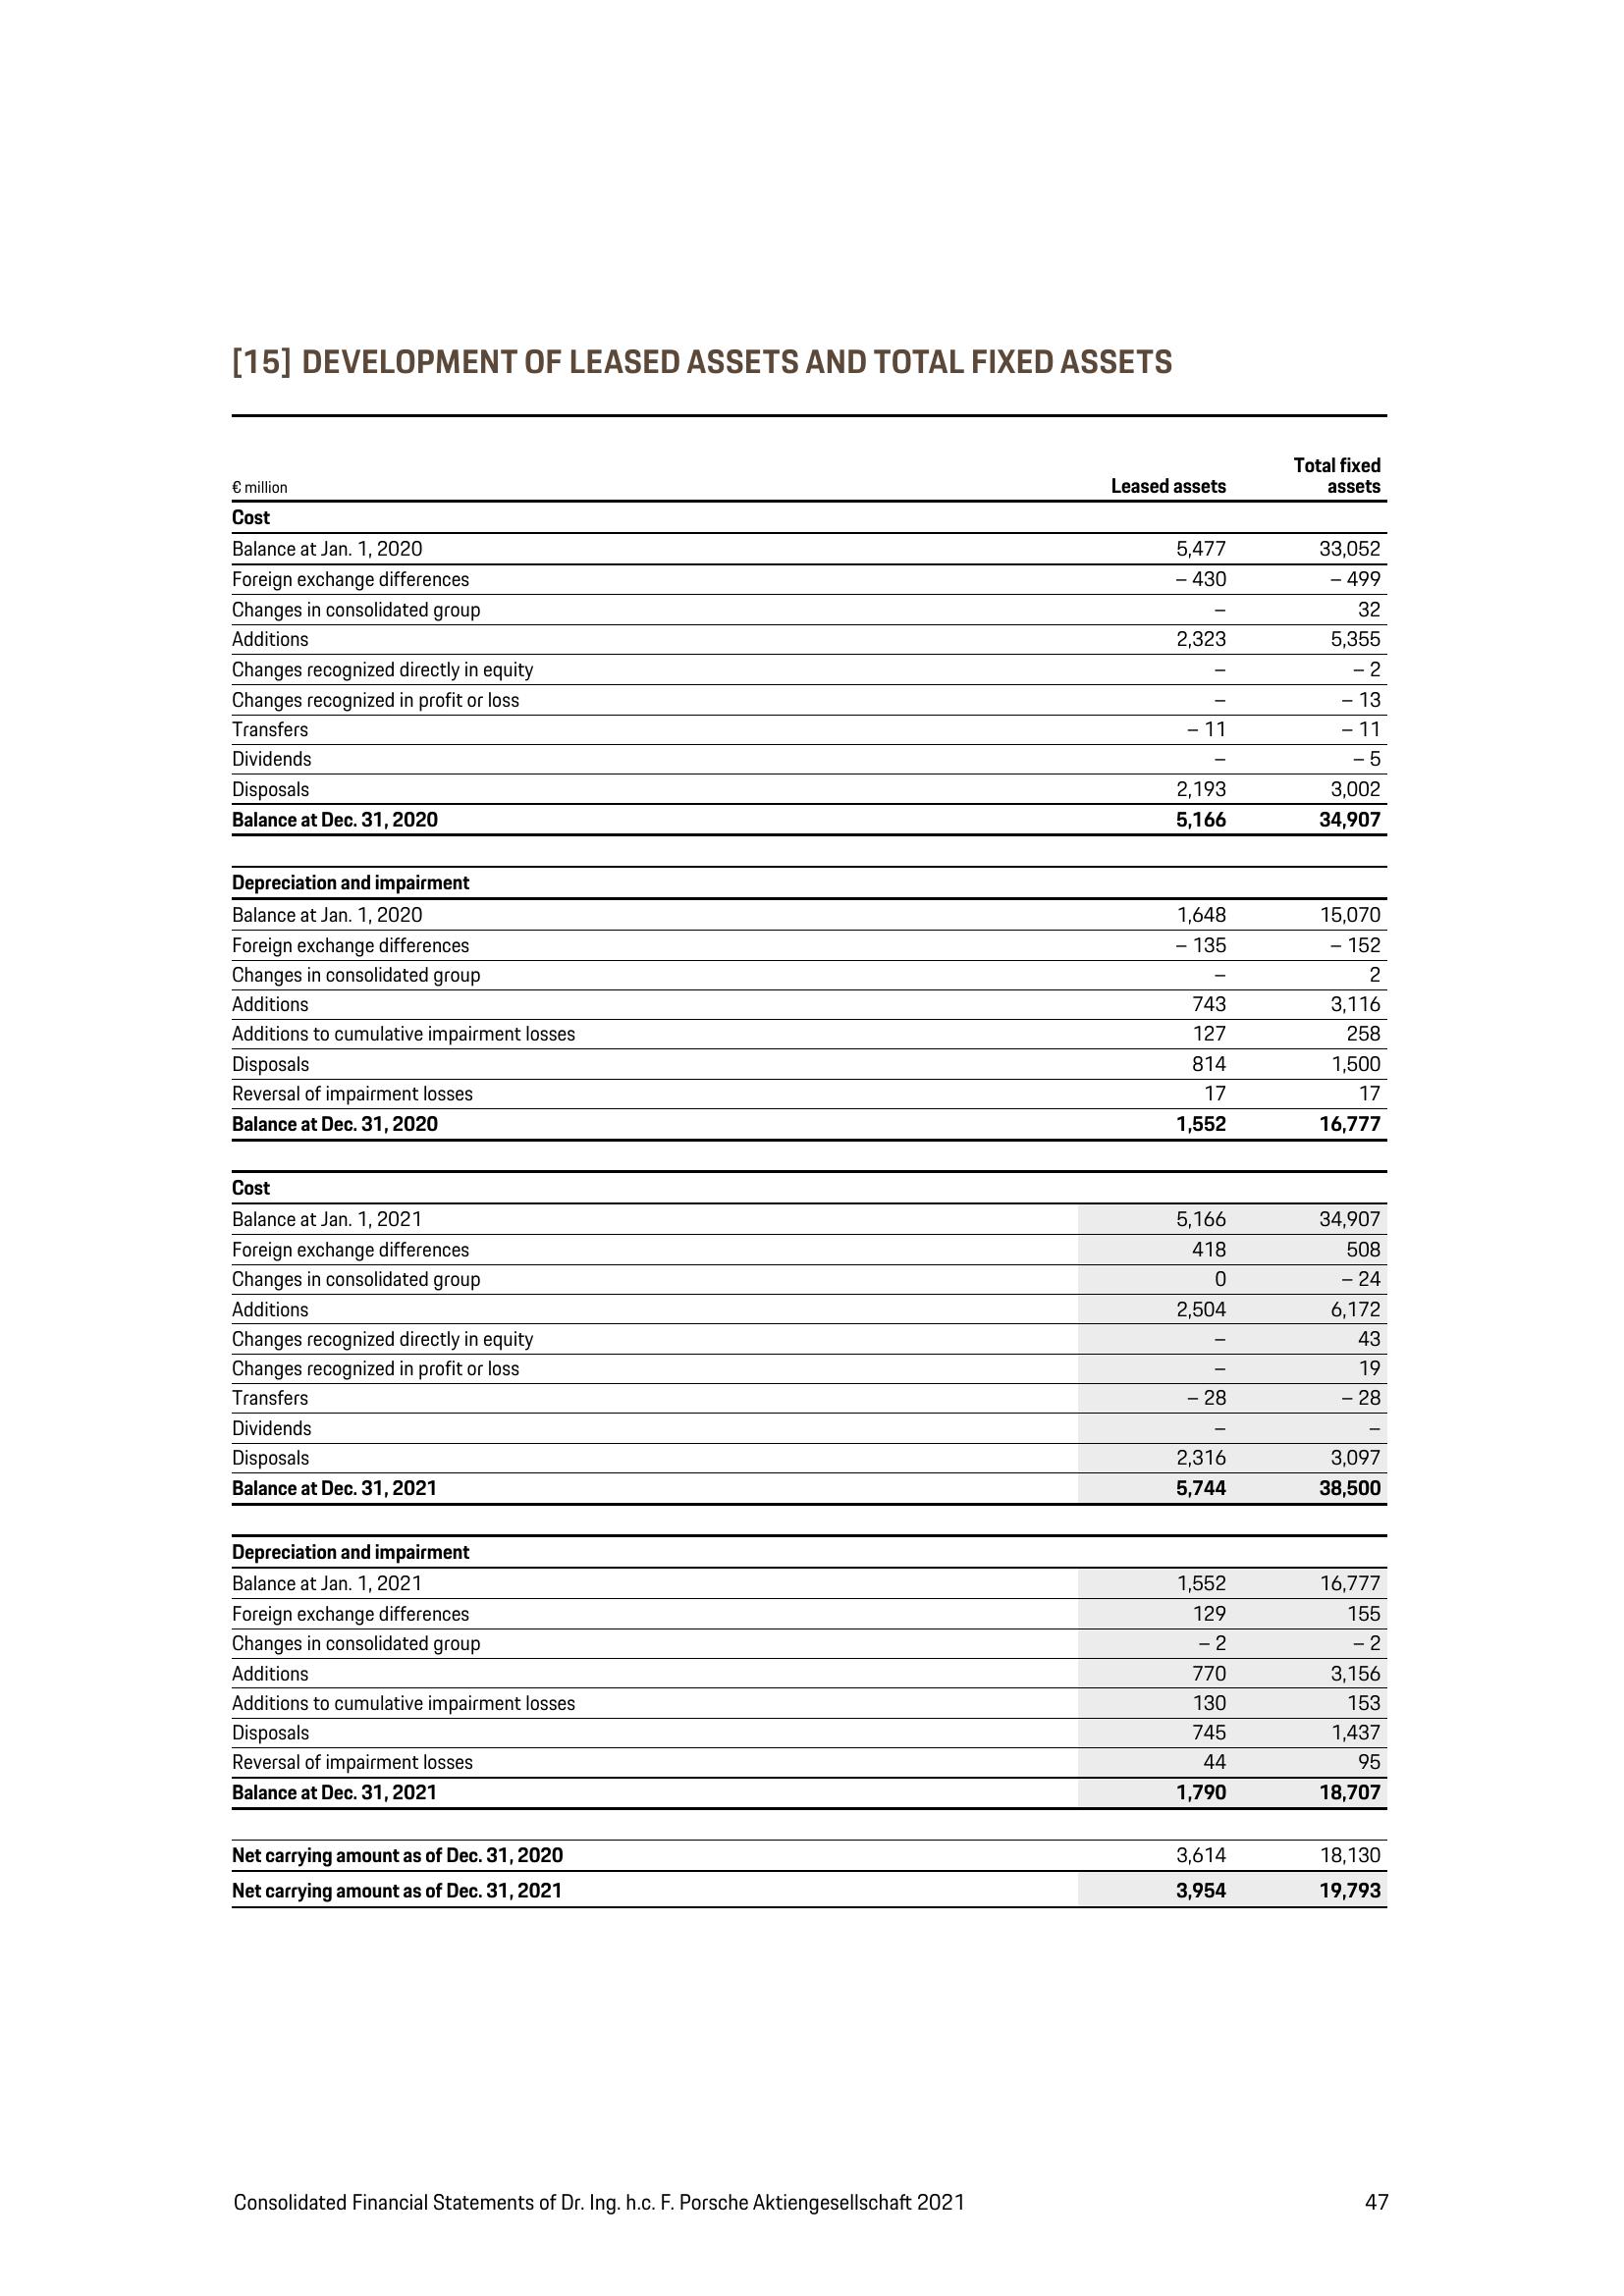 [15] DEVELOPMENT OF LEASED ASSETS AND TOTAL FIXED ASSETS
€ million Leased assets Total fixed assets
Cost
Balance at Jan. 1, 2020 5,477 33,052
Foreign exchange differences – 430 – 499
Changes in consolidated group – 32
Additions 2,323 5,355
Changes recognized directly in equity – – 2
Changes recognized in profit or loss – – 13
Transfers – 11 – 11
Dividends – – 5
Disposals 2,193 3,002
Balance at Dec. 31, 2020 5,166 34,907
Depreciation and impairment
Balance at Jan. 1, 2020 1,648 15,070
Foreign exchange differences – 135 – 152
Changes in consolidated group – 2
Additions 743 3,116
Additions to cumulative impairment losses 127 258
Disposals 814 1,500
Reversal of impairment losses 17 17
Balance at Dec. 31, 2020 1,552 16,777
Cost
Balance at Jan. 1, 2021 5,166 34,907
Foreign exchange differences 418 508
Changes in consolidated group 0 – 24
Additions 2,504 6,172
Changes recognized directly in equity – 43
Changes recognized in profit or loss – 19
Transfers – 28 – 28
Dividends – –
Disposals 2,316 3,097
Balance at Dec. 31, 2021 5,744 38,500
Depreciation and impairment
Balance at Jan. 1, 2021 1,552 16,777
Foreign exchange differences 129 155
Changes in consolidated group – 2 – 2
Additions 770 3,156
Additions to cumulative impairment losses 130 153
Disposals 745 1,437
Reversal of impairment losses 44 95
Balance at Dec. 31, 2021 1,790 18,707
Net carrying amount as of Dec. 31, 2020 3,614 18,130
Net carrying amount as of Dec. 31, 2021 3,954 19,793
Consolidated Financial Statements of Dr. Ing. h.c. F. Porsche Aktiengesellschaft 2021 47